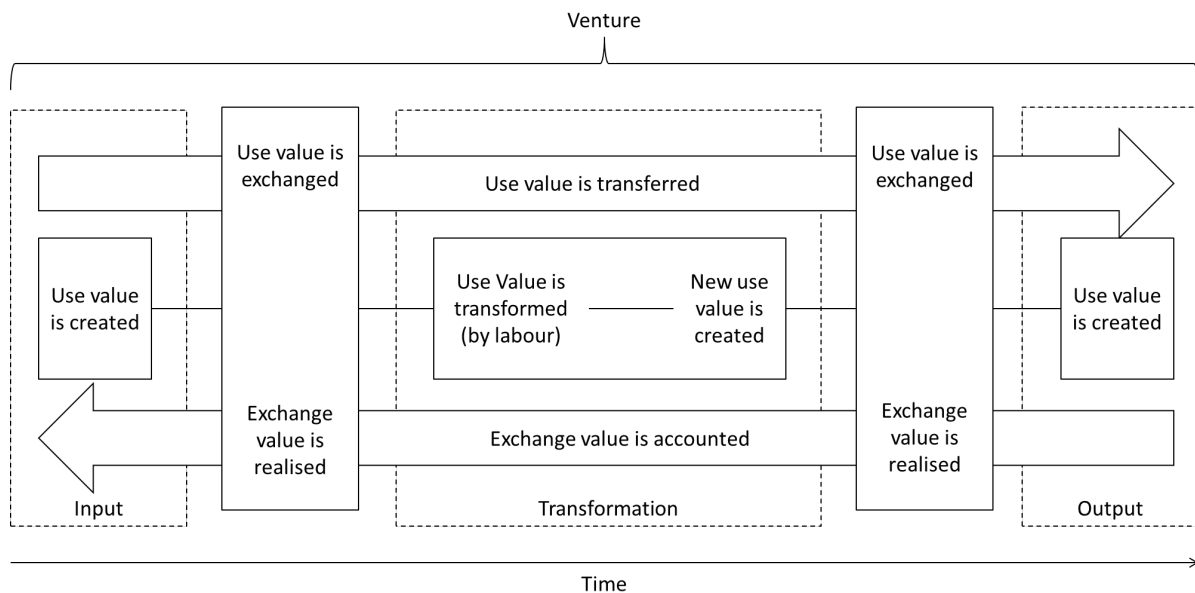 Venture
Use value is
exchanged
Use value is transferred
Use value is
exchanged
Use value
is created
Use Value is
transformed
(by labour)
New use
value is
created
Use value
is created
Exchange
value is
realised
Exchange value is accounted
Exchange
value is
realised
Input
Transformation
Output
Time